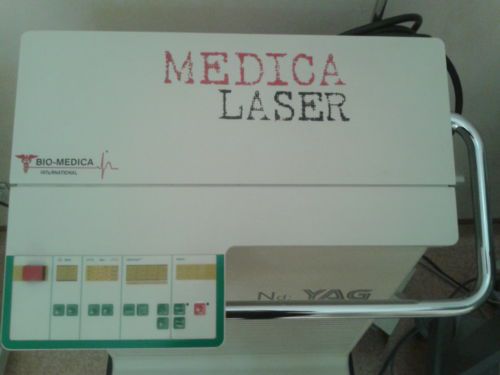 MEDICA
LASER
BIO-MEDICA
INTERNATIONAL
Nd: YAG